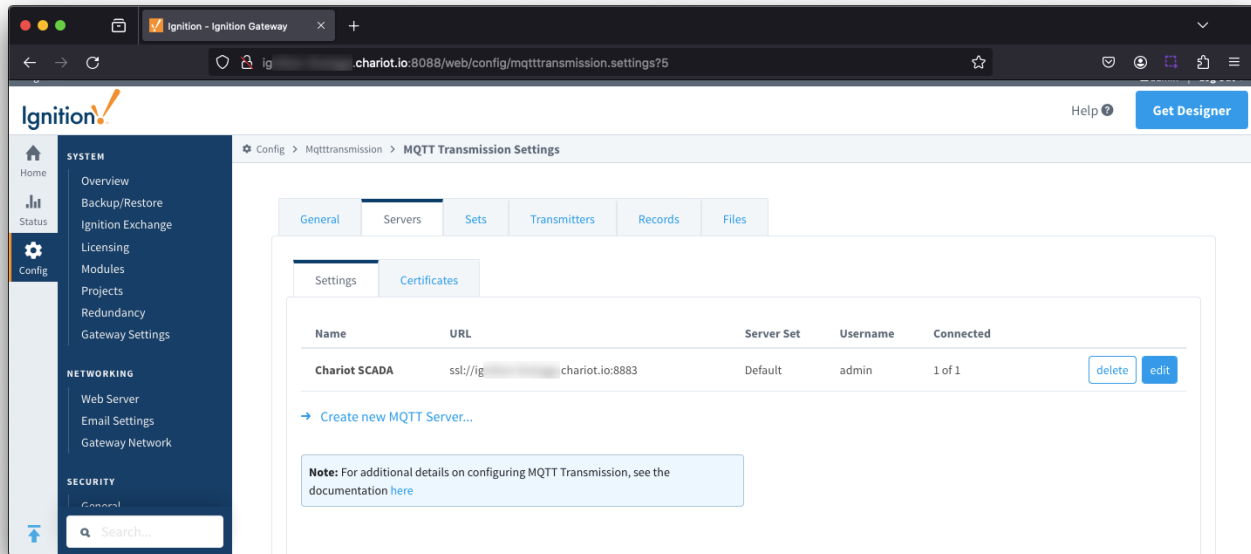 Ignition - Ignition Gateway
ig .chariot.io:8088/web/config/mqtttransmission.settings?5
Ignition!
Help ?
Get Designer
Home
Status
Config
SYSTEM
Overview
Backup/Restore
Ignition Exchange
Licensing
Modules
Projects
Redundancy
Gateway Settings
NETWORKING
Web Server
Email Settings
Gateway Network
SECURITY
General
Search...
Config > Mqtttransmission > MQTT Transmission Settings
General Servers Sets Transmitters Records Files
Settings Certificates
Name URL Server Set Username Connected
Chariot SCADA ssl://ig chariot.io:8883 Default admin 1 of 1 delete edit
→ Create new MQTT Server...
Note: For additional details on configuring MQTT Transmission, see the
documentation here